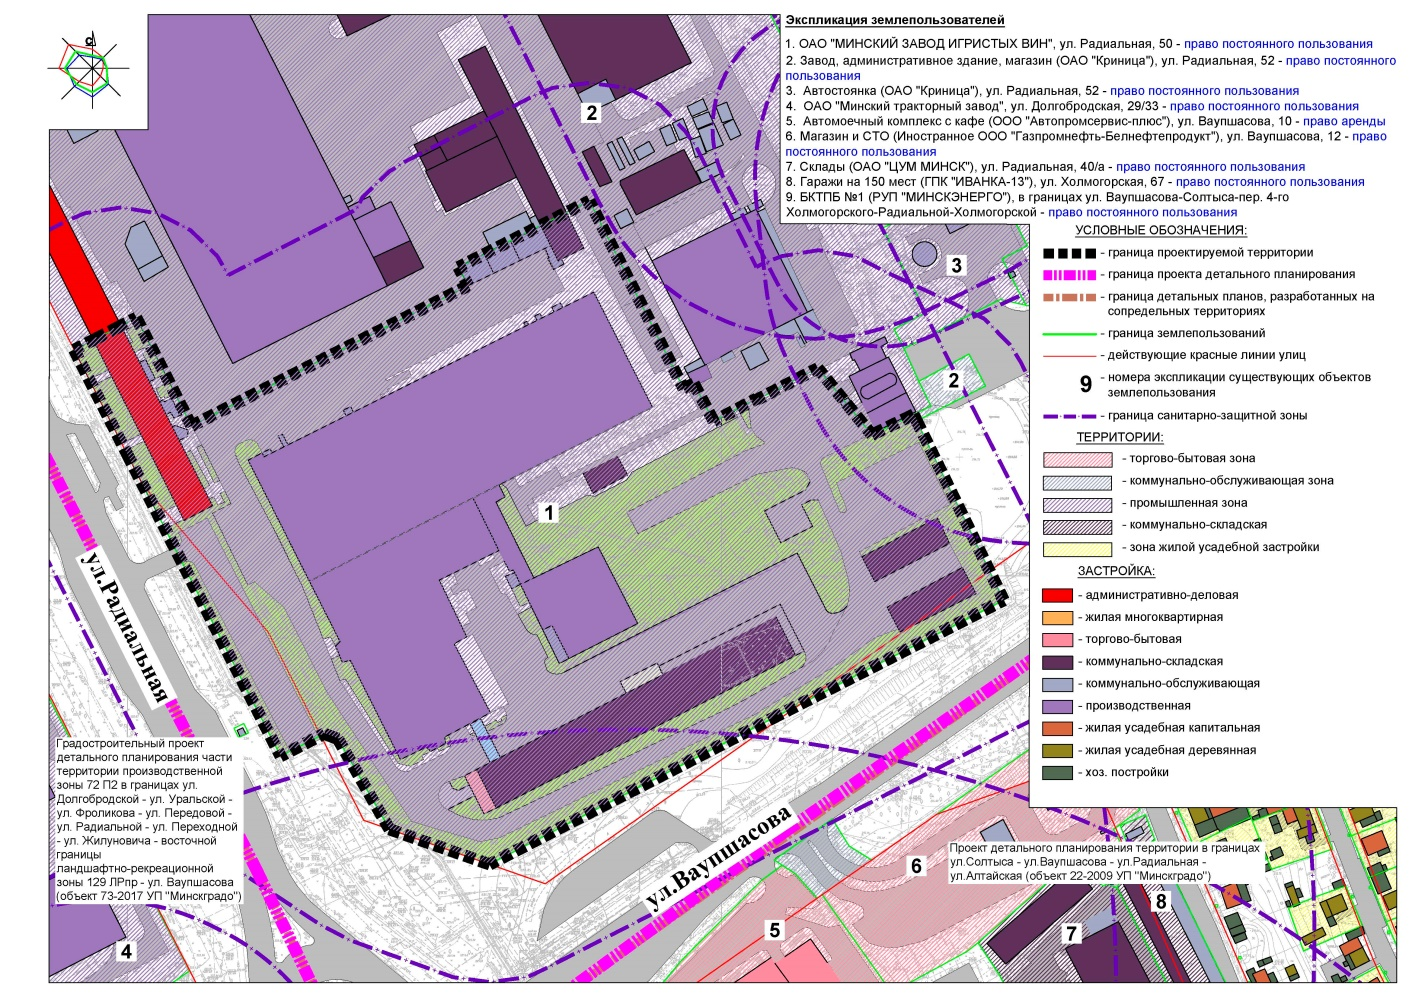 С
Экспликация землепользователей
1. ОАО "МИНСКИЙ ЗАВОД ИГРИСТЫХ ВИН", ул. Радиальная, 50 - право постоянного пользования
2. Завод, административное здание, магазин (ОАО "Криница"), ул. Радиальная, 52 - право постоянного
пользования
3. Автостоянка (ОАО "Криница"), ул. Радиальная, 52 - право постоянного пользования
4. ОАО "Минский тракторный завод", ул. Долгобродская, 29/33 - право постоянного пользования
5. Автомоечный комплекс с кафе (ООО "Автопромсервис-плюс"), ул. Ваупшасова, 10 - право аренды
6. Магазин и СТО (Иностранное ООО "Газпромнефть-Белнефтепродукт"), ул. Ваупшасова, 12 - право
постоянного пользования
7. Склады (ОАО "ЦУМ МИНСК"), ул. Радиальная, 40/а - право постоянного пользования
8. Гаражи на 150 мест (ГПК "ИВАНКА-13"), ул. Холмогорская, 67 - право постоянного пользования
9. БКТПБ №1 (РУП "МИНСКЭНЕРГО"), в границах ул. Ваупшасова-Солтыса-пер. 4-го
Холмогорского-Радиальной-Холмогорской - право постоянного пользования
УСЛОВНЫЕ ОБОЗНАЧЕНИЯ:
- граница проектируемой территории
- граница проекта детального планирования
- граница детальных планов, разработанных на
сопредельных территориях
- граница землепользований
- действующие красные линии улиц
9 - номера экспликации существующих объектов
землепользования
- граница санитарно-защитной зоны
ТЕРРИТОРИИ:
- торгово-бытовая зона
- коммунально-обслуживающая зона
- промышленная зона
- коммунально-складская
- зона жилой усадебной застройки
ЗАСТРОЙКА:
- административно-деловая
- жилая многоквартирная
- торгово-бытовая
- коммунально-складская
- коммунально-обслуживающая
- производственная
- жилая усадебная капитальная
- жилая усадебная деревянная
- хоз. постройки
2
3
2
1
ул.Радиальная
ул.Ваупшасова
Градостроительный проект
детального планирования части
территории производственной
зоны 72 П2 в границах ул.
Долгобродской - ул. Уральской -
ул. Фроликова - ул. Передовой -
- ул. Радиальной - ул. Переходной
- ул. Жилуновича - восточной
границы
ландшафтно-рекреационной
зоны 129 ЛРпр - ул. Ваупшасова
(объект 73-2017 УП "Минскградо")
Проект детального планирования территории в границах
ул.Солтыса - ул.Ваупшасова - ул.Радиальная -
ул.Алтайская (объект 22-2009 УП "Минскградо")
4
5
6
7
8